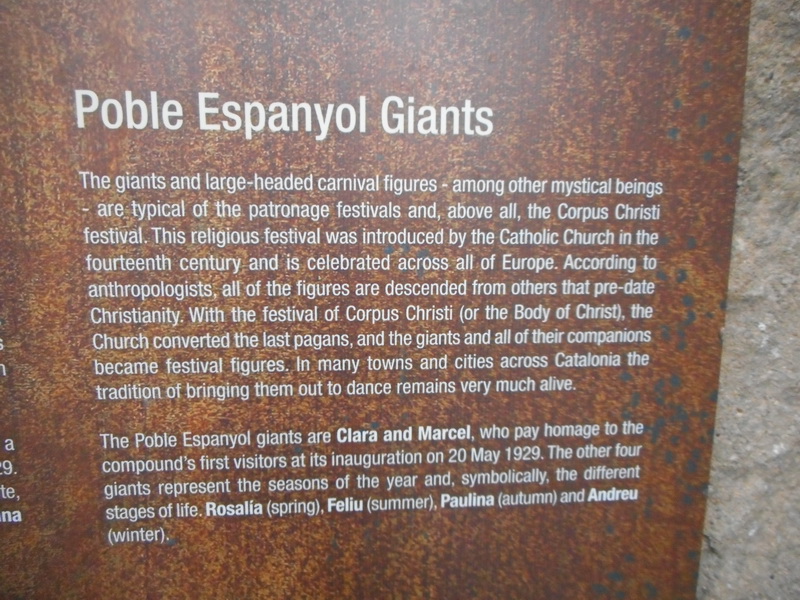 Poble Espanyol Giants
The giants and large-headed carnival figures - among other mystical beings
- are typical of the patronage festivals and, above all, the Corpus Christi
festival. This religious festival was introduced by the Catholic Church in the
fourteenth century and is celebrated across all of Europe. According to
anthropologists, all of the figures are descended from others that pre-date
Christianity. With the festival of Corpus Christi (or the Body of Christ), the
Church converted the last pagans, and the giants and all of their companions
became festival figures. In many towns and cities across Catalonia the
tradition of bringing them out to dance remains very much alive.
The Poble Espanyol giants are Clara and Marcel, who pay homage to the
compound's first visitors at its inauguration on 20 May 1929. The other four
giants represent the seasons of the year and, symbolically, the different
stages of life. Rosalía (spring), Feliu (summer), Paulina (autumn) and Andreu
(winter).